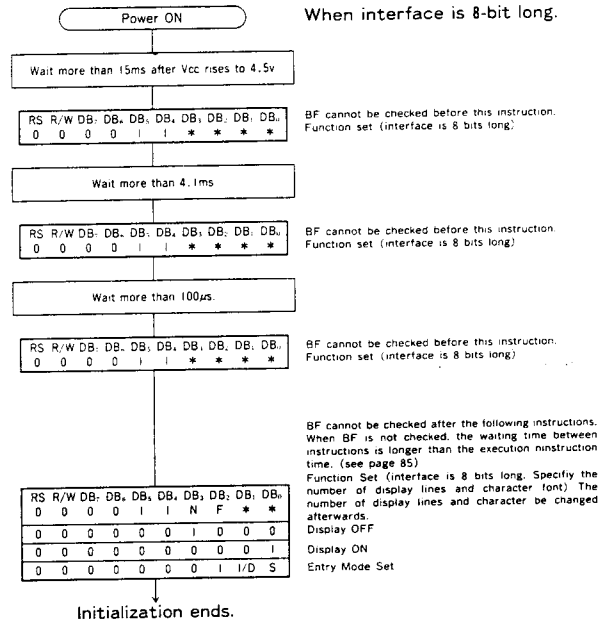 Power ON
When interface is 8-bit long.
Wait more than 15ms after Vcc rises to 4.5v
RS R/W DB₇ DB₆ DB₅ DB₄ DB₃ DB₂ DB₁ DB₀
0 0 0 0 1 1 * * * *
BF cannot be checked before this instruction.
Function set (interface is 8 bits long)
Wait more than 4.1ms
RS R/W DB₇ DB₆ DB₅ DB₄ DB₃ DB₂ DB₁ DB₀
0 0 0 0 1 1 * * * *
BF cannot be checked before this instruction.
Function set (interface is 8 bits long)
Wait more than 100μs.
RS R/W DB₇ DB₆ DB₅ DB₄ DB₃ DB₂ DB₁ DB₀
0 0 0 0 1 1 * * * *
BF cannot be checked before this instruction.
Function set (interface is 8 bits long)
BF cannot be checked after the following instructions.
When BF is not checked, the waiting time between
instructions is longer than the execution ninstruction
time. (see page 85)
Function Set (interface is 8 bits long. Specifiy the
number of display lines and character font) The
number of display lines and character be changed
afterwards.
RS R/W DB₇ DB₆ DB₅ DB₄ DB₃ DB₂ DB₁ DB₀
0 0 0 0 1 1 N F * *
0 0 0 0 0 0 1 0 0 0
Display OFF
0 0 0 0 0 0 0 0 0 1
Display ON
0 0 0 0 0 0 0 1 I/D S
Entry Mode Set
Initialization ends.